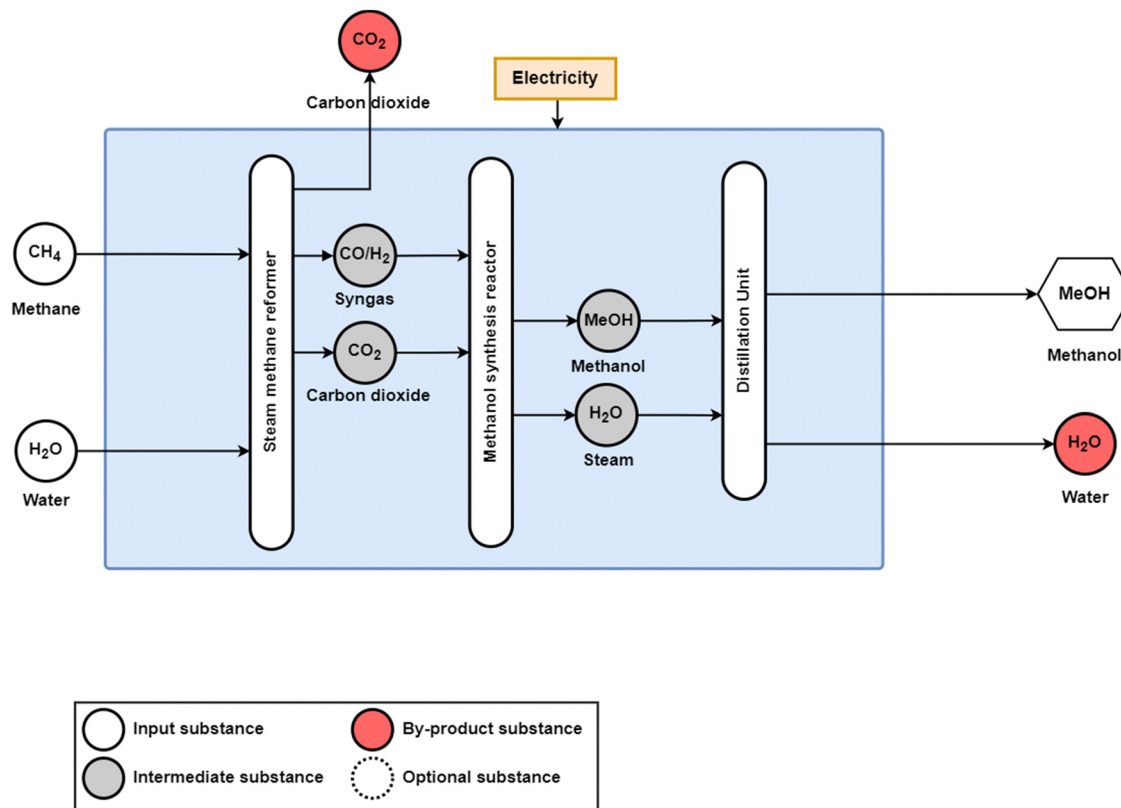 CO₂
Carbon dioxide
Electricity
CH₄
Methane
H₂O
Water
Steam methane reformer
CO/H₂
Syngas
CO₂
Carbon dioxide
Methanol synthesis reactor
MeOH
Methanol
H₂O
Steam
Distillation Unit
MeOH
Methanol
H₂O
Water
Input substance
By-product substance
Intermediate substance
Optional substance